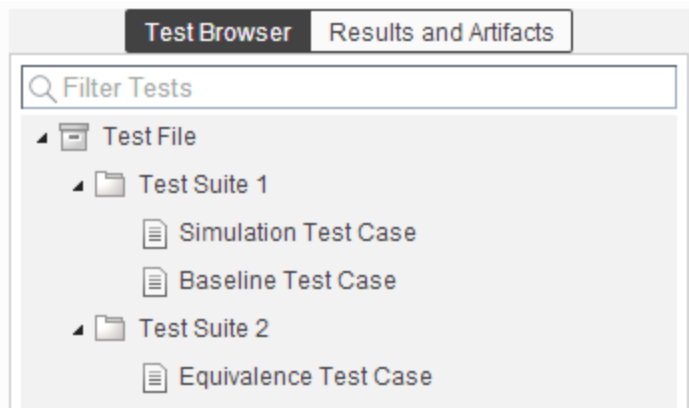 Test Browser Results and Artifacts
Filter Tests
Test File
Test Suite 1
Simulation Test Case
Baseline Test Case
Test Suite 2
Equivalence Test Case